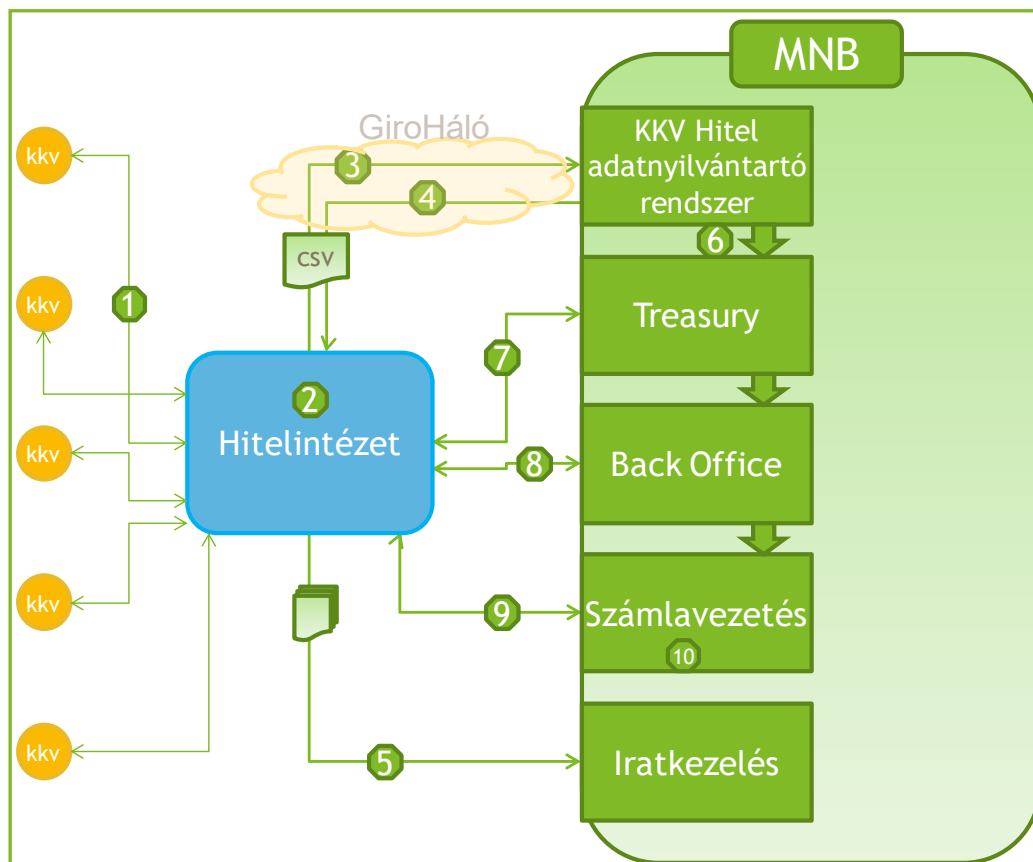 MNB
GiroHáló
kkv
3
KKV Hitel
adatnyilvántartó
rendszer
4
6
CSV
kkv
1
Treasury
7
2
Hitelintézet
kkv
8
Back Office
kkv
9
Számlavezetés
10
kkv
5
Iratkezelés